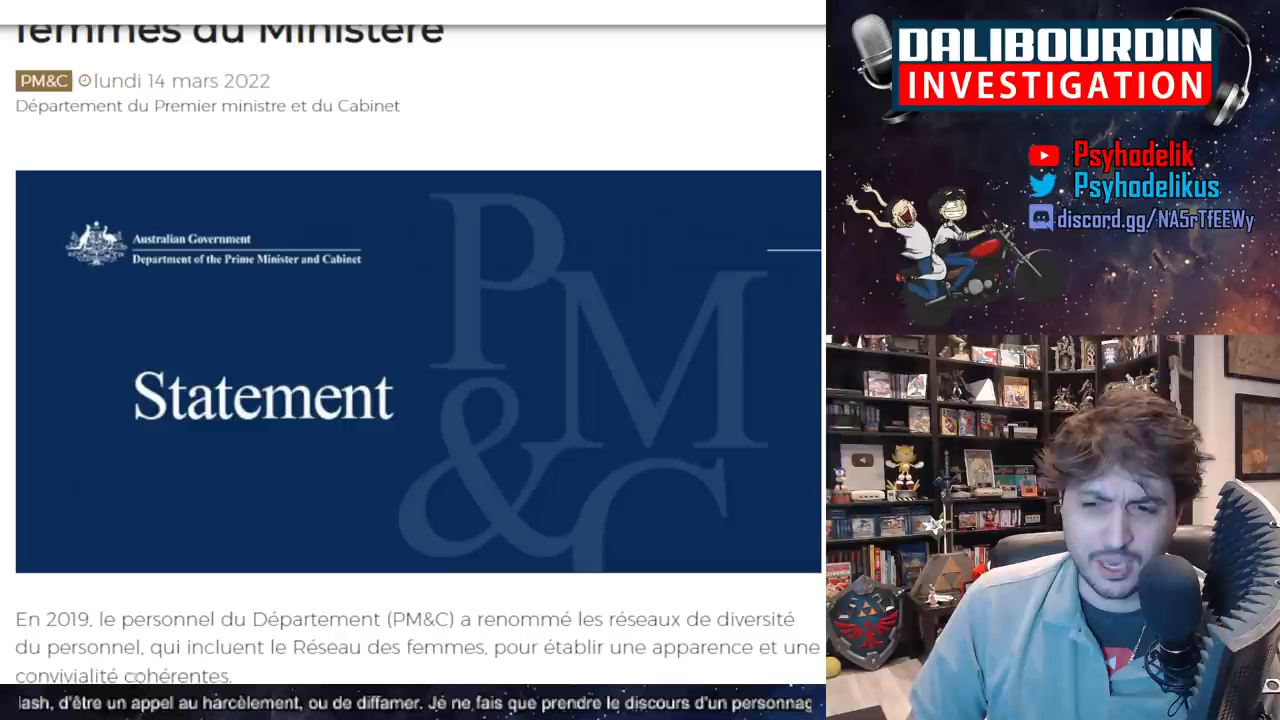 femmes du Ministère
PM&C lundi 14 mars 2022
Département du Premier ministre et du Cabinet
Australian Government
Department of the Prime Minister and Cabinet
Statement
PM&C
En 2019, le personnel du Département (PM&C) a renommé les réseaux de diversité
du personnel, qui incluent le Réseau des femmes, pour établir une apparence et une
convivialité cohérentes.
lash, d'être un appel au harcèlement, ou de diffamer. Je ne fais que prendre le discours d'un personnag
DALIBOURDIN
INVESTIGATION
Psyhodelik
Psyhodelikus
discord.gg/NA5rTfEEWy